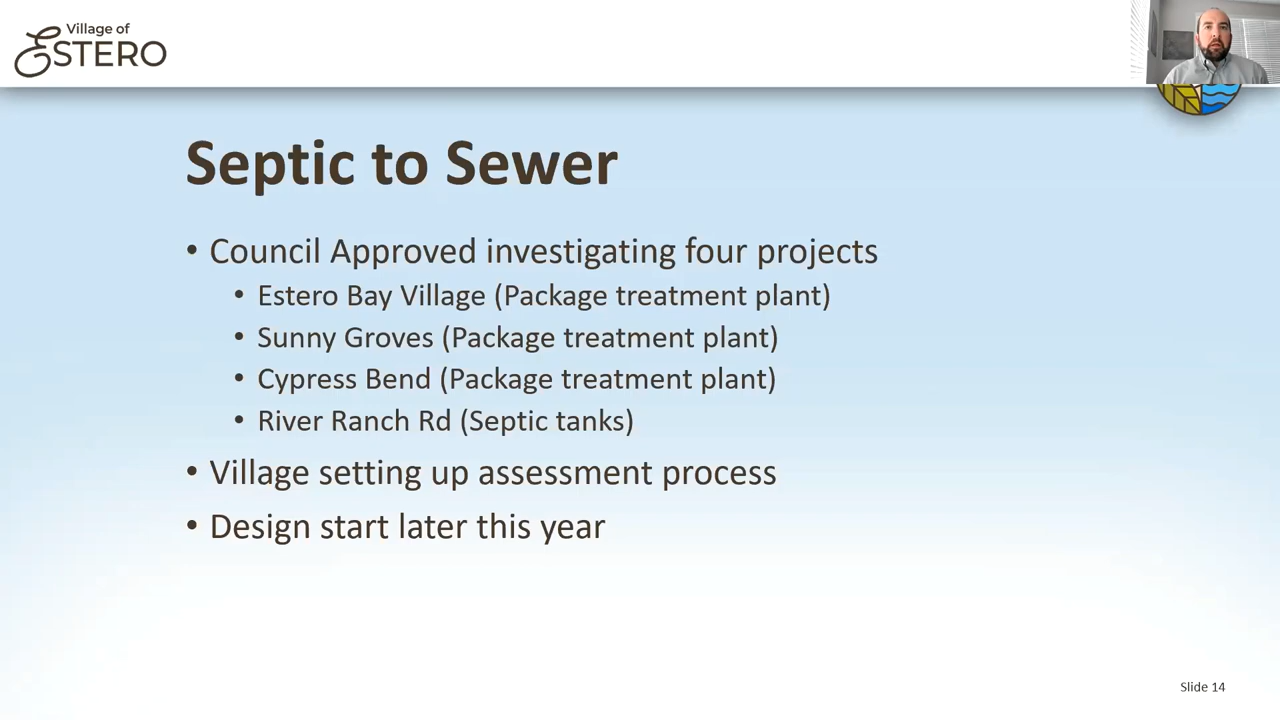 Village of
ESTERO
Septic to Sewer
• Council Approved investigating four projects
• Estero Bay Village (Package treatment plant)
• Sunny Groves (Package treatment plant)
• Cypress Bend (Package treatment plant)
• River Ranch Rd (Septic tanks)
• Village setting up assessment process
• Design start later this year
Slide 14